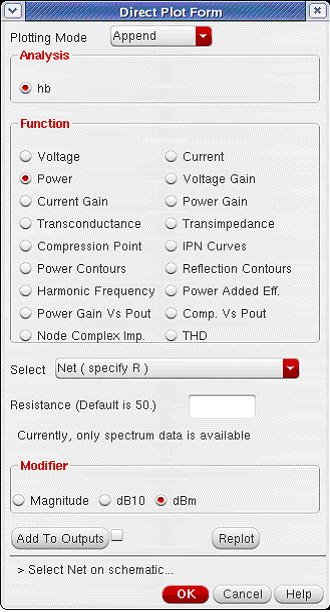 Direct Plot Form
Plotting Mode Append
Analysis
hb
Function
Voltage Current
Power Voltage Gain
Current Gain Power Gain
Transconductance Transimpedance
Compression Point IPN Curves
Power Contours Reflection Contours
Harmonic Frequency Power Added Eff.
Power Gain Vs Pout Comp. Vs Pout
Node Complex Imp. THD
Select Net ( specify R )
Resistance (Default is 50.)
Currently, only spectrum data is available
Modifier
Magnitude dB10 dBm
Add To Outputs Replot
> Select Net on schematic...
OK Cancel Help